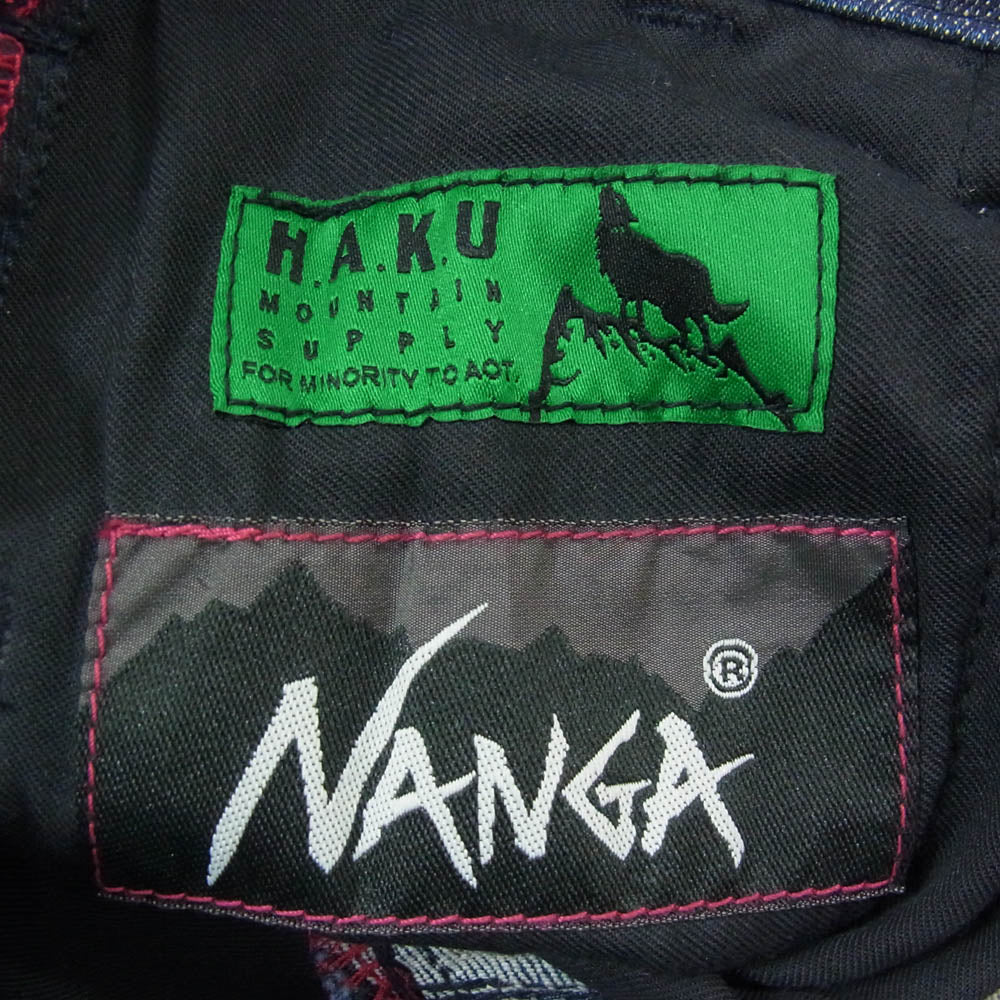 H.A.K.U
MOUNTAIN
SUPPLY
FOR MINORITY TO ACT.
NANGA®